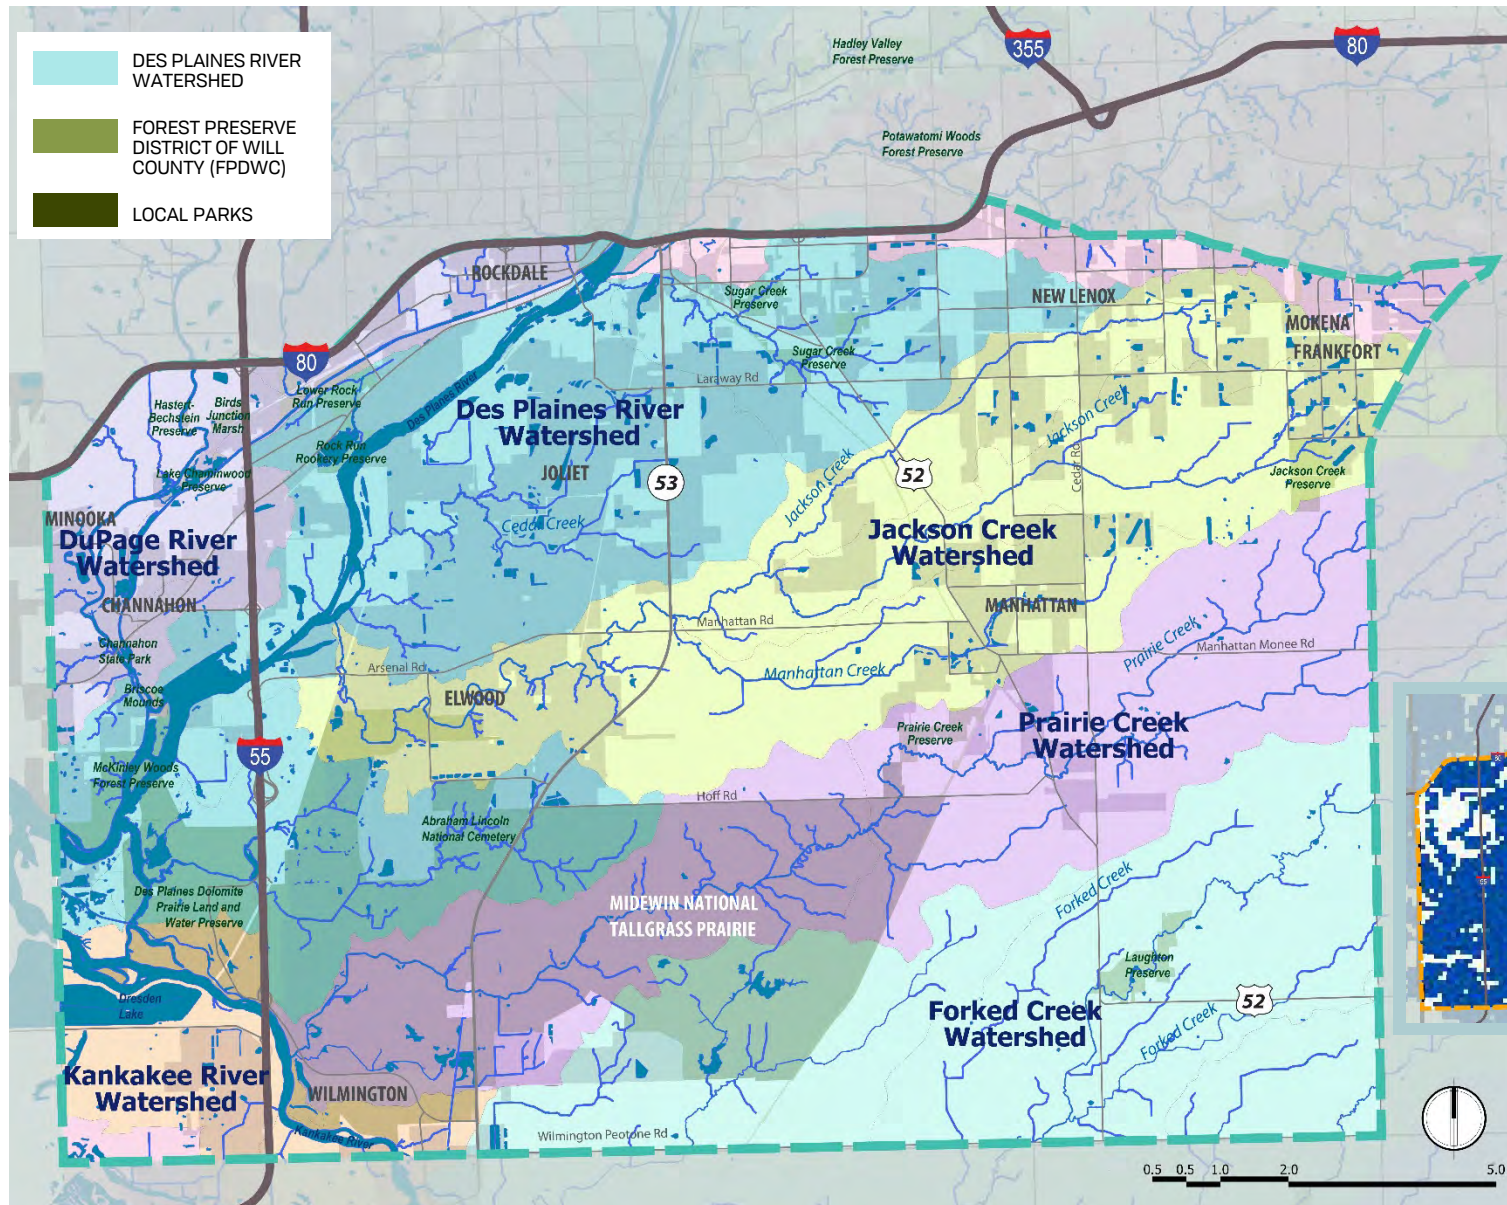 DES PLAINES RIVER
WATERSHED
FOREST PRESERVE
DISTRICT OF WILL
COUNTY (FPDWC)
LOCAL PARKS
Hadley Valley
Forest Preserve
355
80
Potawatomi Woods
Forest Preserve
ROCKDALE
Sugar Creek
Preserve
NEW LENOX
MOKENA
FRANKFORT
80
Sugar Creek
Preserve
Laraway Rd
Lower Rock
Run Preserve
Hastert-
Bechstein
Preserve
Birds
Junction
Marsh
Des Plaines River
Des Plaines River
Watershed
Rock Run
Rookery Preserve
JOLIET
53
52
Jackson Creek
Jackson Creek
Cedar Rd
Jackson Creek
Preserve
Lake Chaminwood
Preserve
MINOOKA
DuPage River
Watershed
Cedar Creek
Jackson Creek
Watershed
CHANNAHON
MANHATTAN
Manhattan Rd
Prairie Creek
Manhattan Monee Rd
Channahon
State Park
Arsenal Rd
Manhattan Creek
Briscoe
Mounds
ELWOOD
Prairie Creek
Preserve
Prairie Creek
Watershed
55
McKinley Woods
Forest Preserve
Hoff Rd
Abraham Lincoln
National Cemetery
Des Plaines Dolomite
Prairie Land and
Water Preserve
MIDEWIN NATIONAL
TALLGRASS PRAIRIE
Forked Creek
Laughton
Preserve
Dresden
Lake
52
Forked Creek
Watershed
Forked Creek
Kankakee River
Watershed
WILMINGTON
Kankakee River
Wilmington Peotone Rd
80
55
0.5 0.5 1.0 2.0 5.0